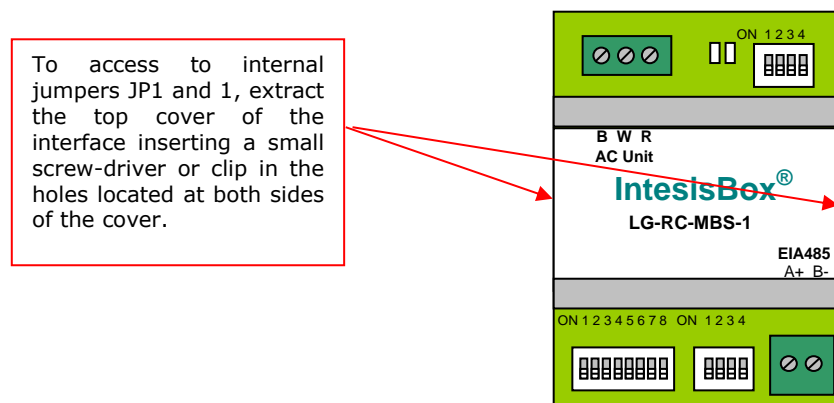 To access to internal
jumpers JP1 and 1, extract
the top cover of the
interface inserting a small
screw-driver or clip in the
holes located at both sides
of the cover.
ON 1 2 3 4
B W R
AC Unit
IntesisBox®
LG-RC-MBS-1
EIA485
A+ B-
ON 1 2 3 4 5 6 7 8 ON 1 2 3 4